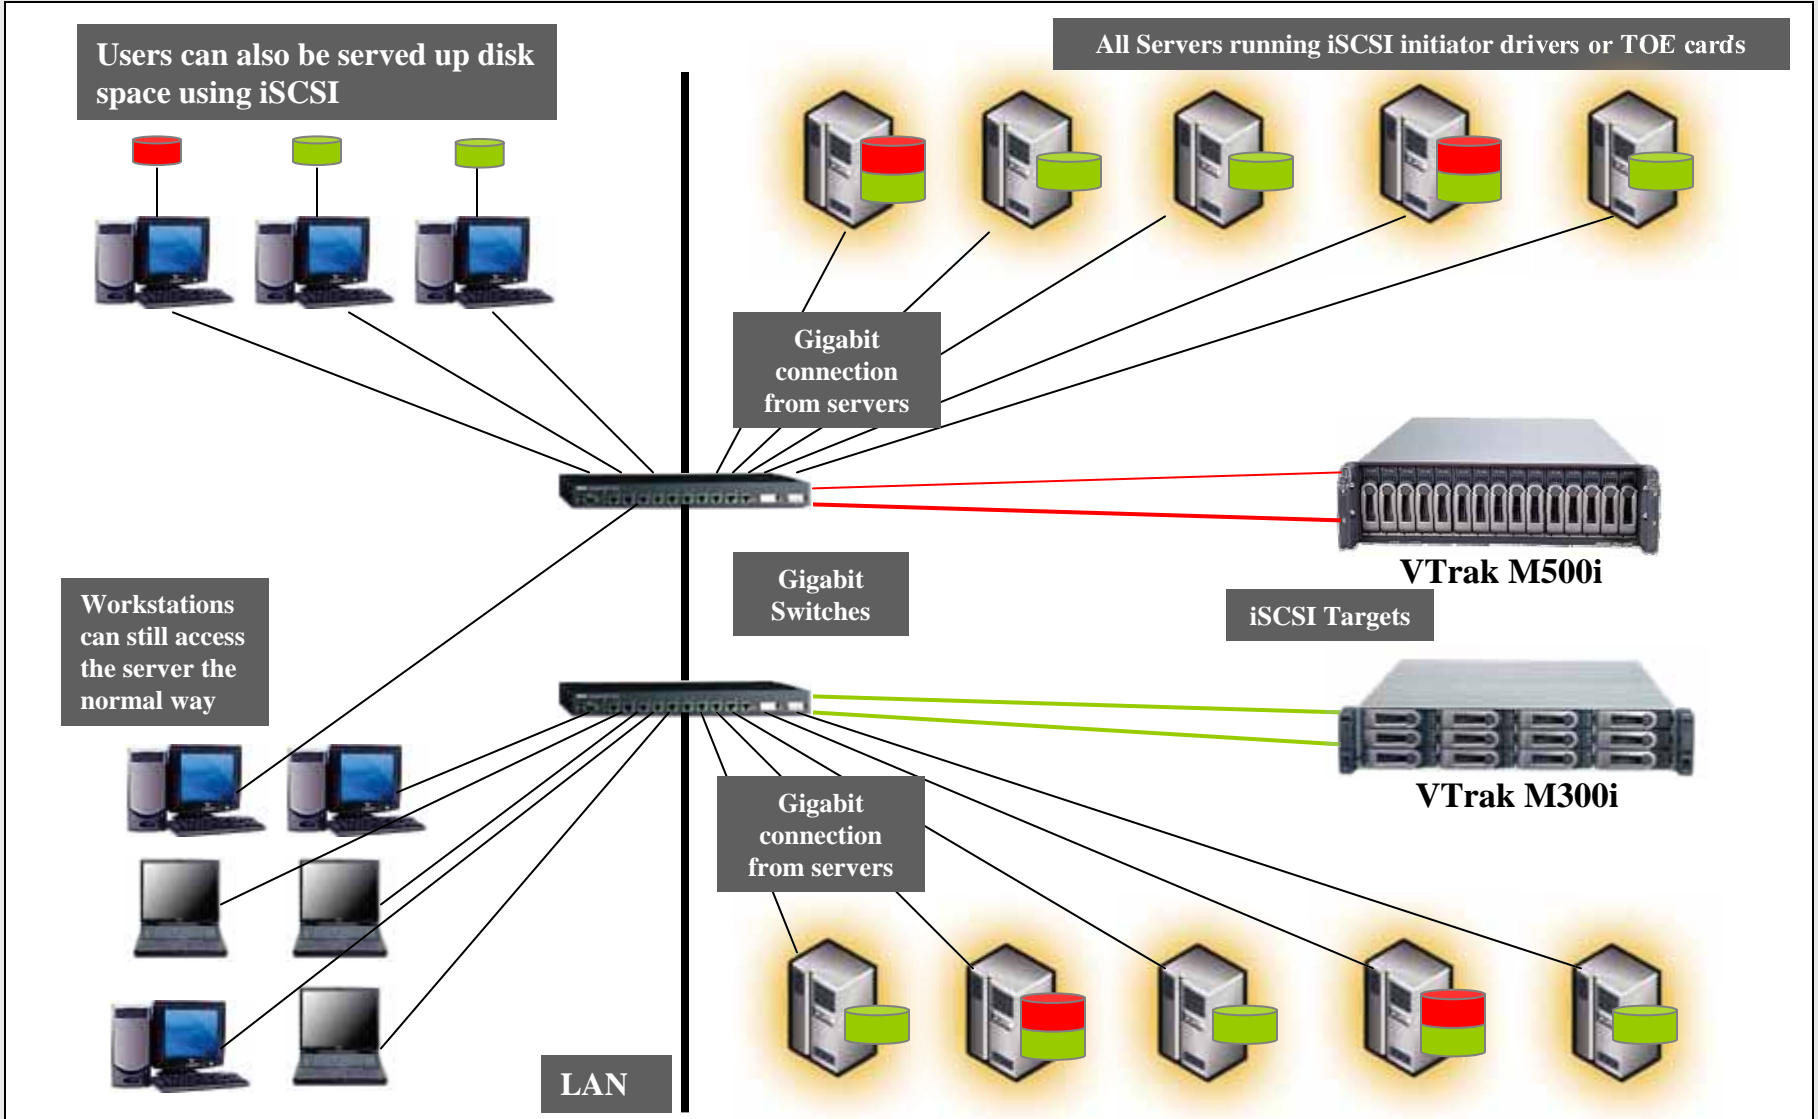 Users can also be served up disk
space using iSCSI
All Servers running iSCSI initiator drivers or TOE cards
Gigabit
connection
from servers
VTrak M500i
Gigabit
Switches
iSCSI Targets
Workstations
can still access
the server the
normal way
VTrak M300i
Gigabit
connection
from servers
LAN